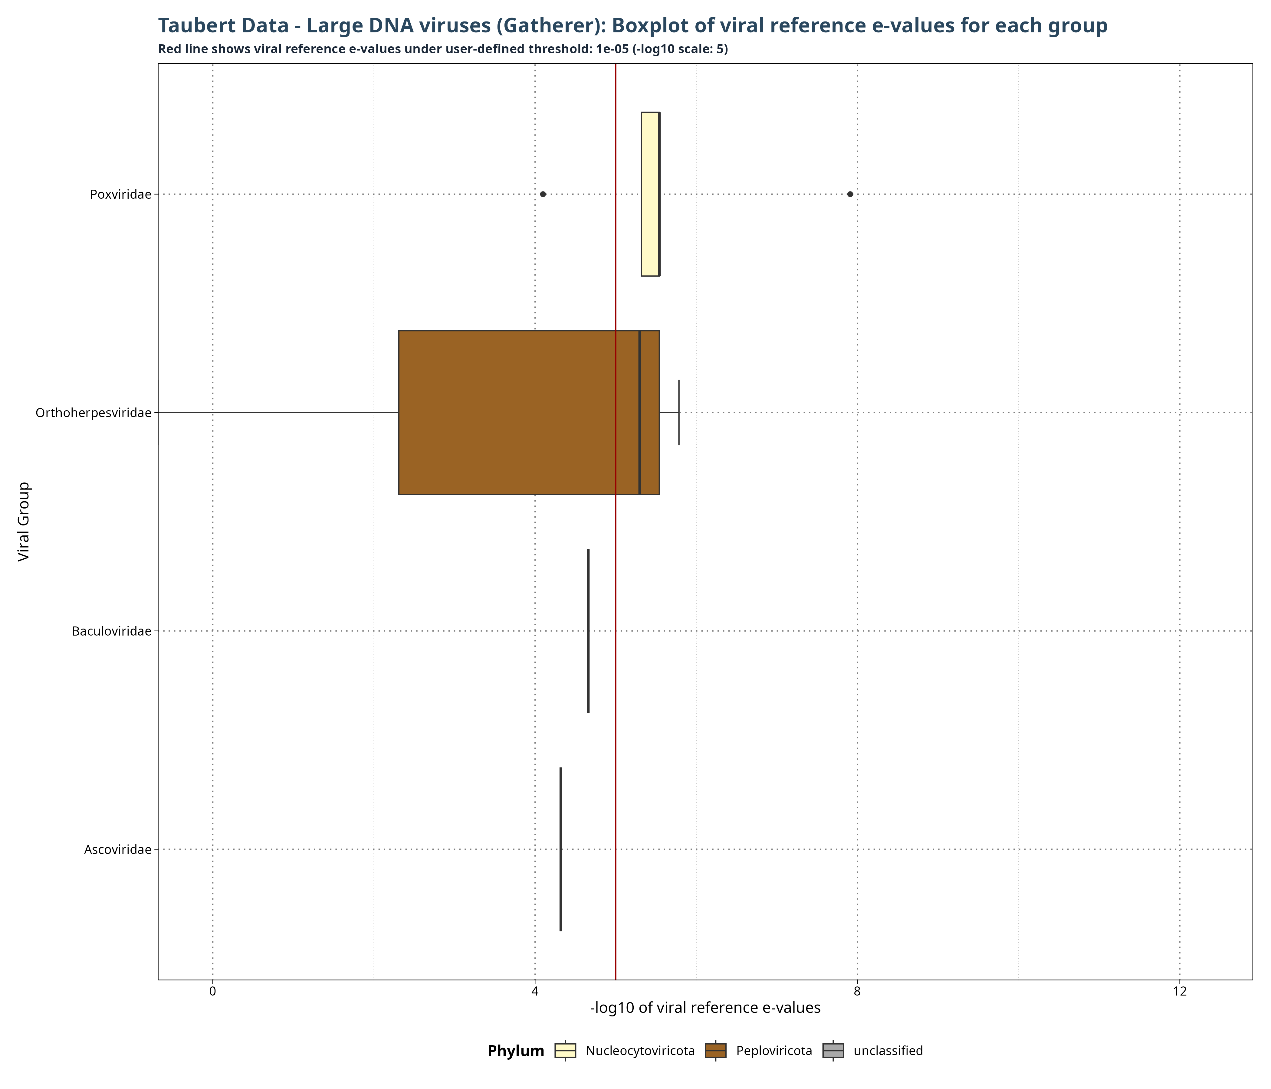 Taubert Data - Large DNA viruses (Gatherer): Boxplot of viral reference e-values for each group
Red line shows viral reference e-values under user-defined threshold: 1e-05 (-log10 scale: 5)
Viral Group
Poxviridae
Orthoherpesviridae
Baculoviridae
Ascoviridae
0 4 8 12
-log10 of viral reference e-values
Phylum Nucleocytoviricota Peploviricota unclassified